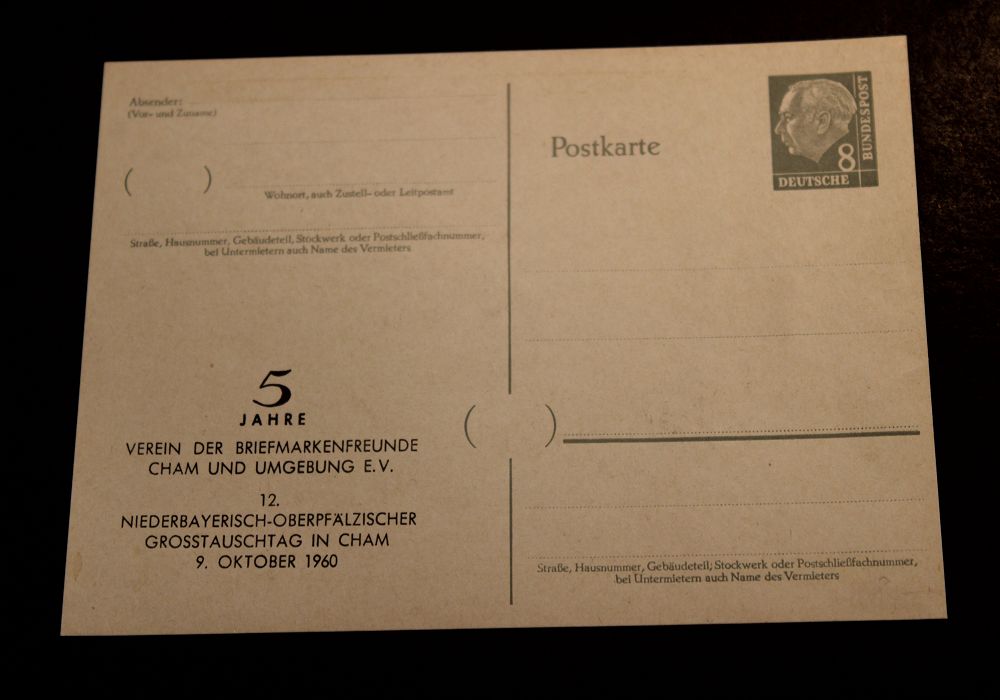 Absender:
(Vor- und Zuname)
( )
Wohnort, auch Zustell- oder Leitpostamt
Straße, Hausnummer, Gebäudeteil, Stockwerk oder Postschließfachnummer,
bei Untermietern auch Name des Vermieters
5
JAHRE
VEREIN DER BRIEFMARKENFREUNDE
CHAM UND UMGEBUNG E.V.
12.
NIEDERBAYERISCH-OBERPFÄLZISCHER
GROSSTAUSCHTAG IN CHAM
9. OKTOBER 1960
Postkarte
8
DEUTSCHE
BUNDESPOST
( )
Straße, Hausnummer, Gebäudeteil; Stockwerk oder Postschließfachnummer,
bei Untermietern auch Name des Vermieters